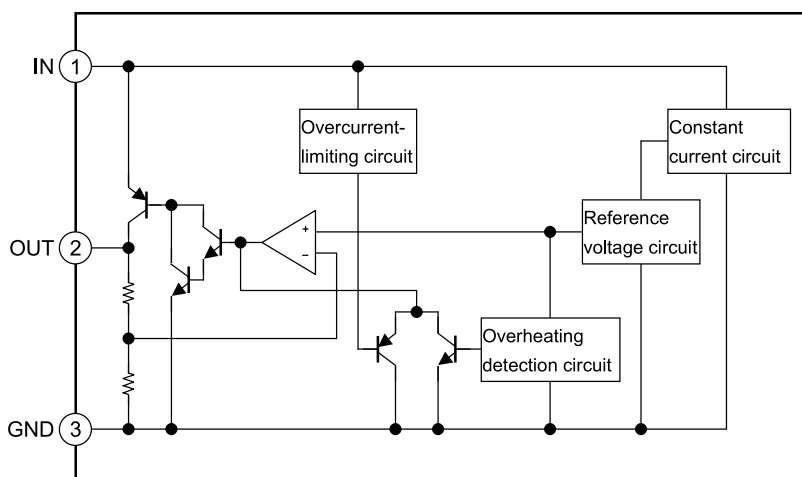 IN 1
Overcurrent-
limiting circuit
Constant
current circuit
OUT 2
+
−
Reference
voltage circuit
Overheating
detection circuit
GND 3